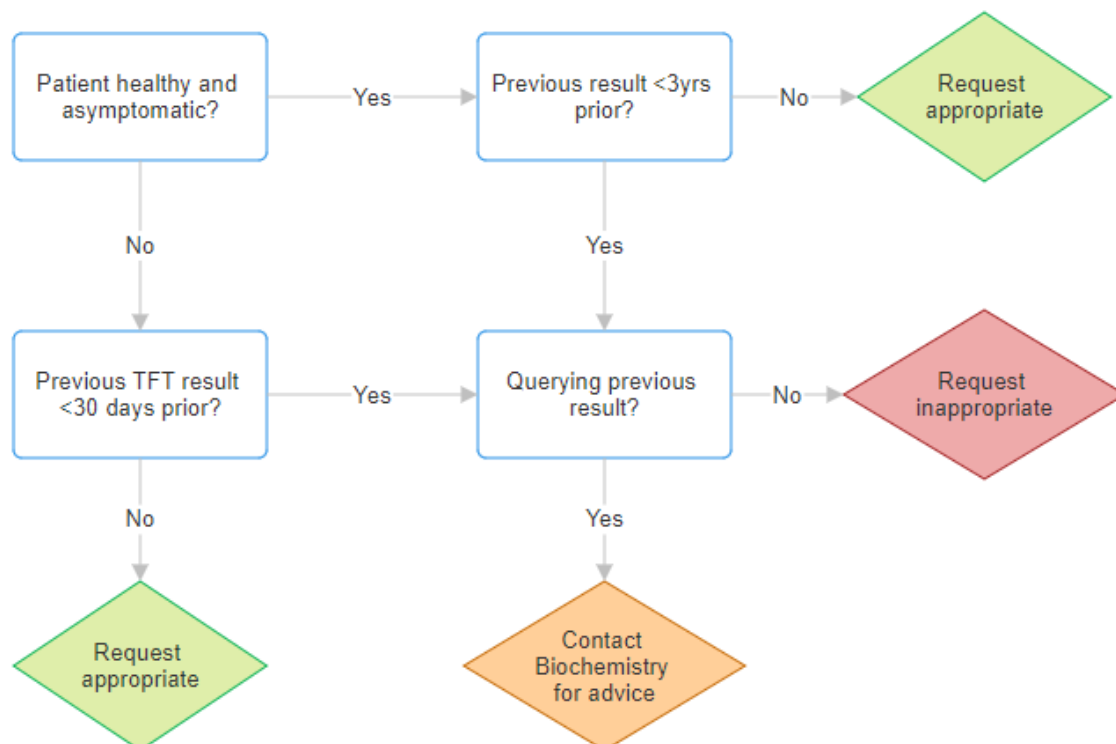 Patient healthy and
asymptomatic?
Yes
Previous result <3yrs
prior?
No
Request
appropriate
No
Yes
Previous TFT result
<30 days prior?
Yes
Querying previous
result?
No
Request
inappropriate
No
Yes
Request
appropriate
Contact
Biochemistry
for advice